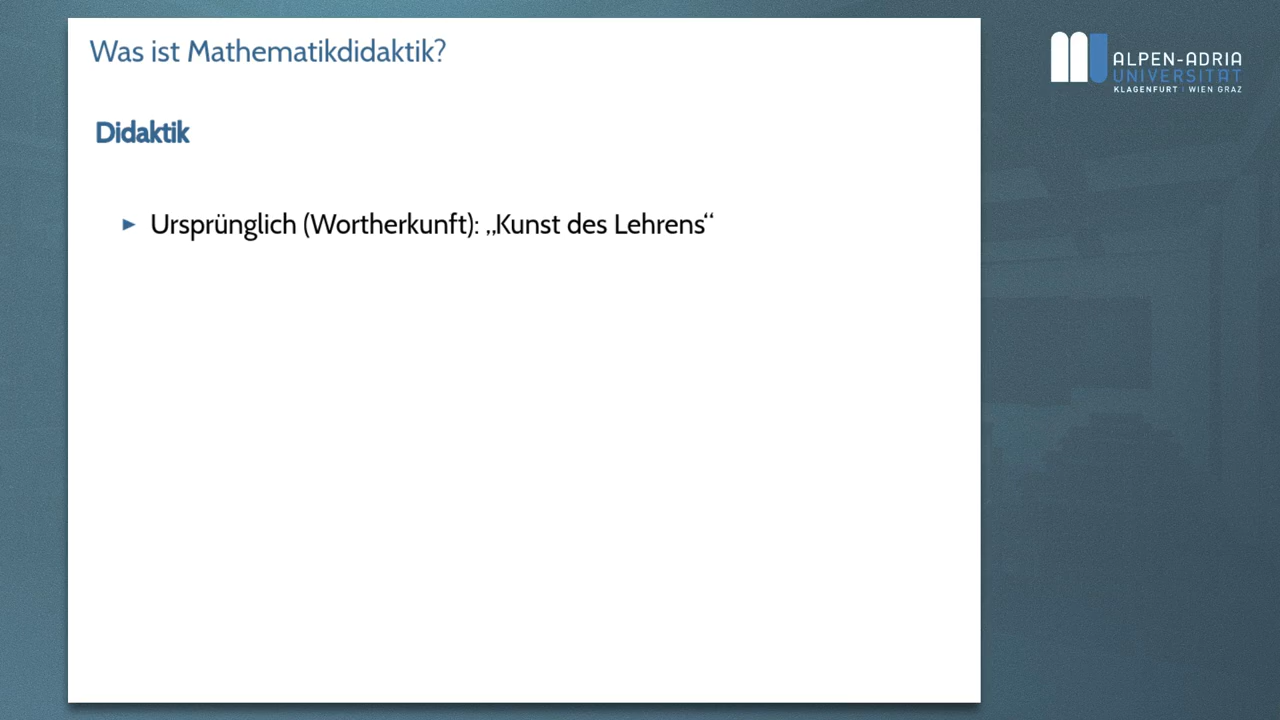 Was ist Mathematikdidaktik?
Didaktik
► Ursprünglich (Wortherkunft): „Kunst des Lehrens“
ALPEN-ADRIA
UNIVERSITÄT
KLAGENFURT | WIEN GRAZ